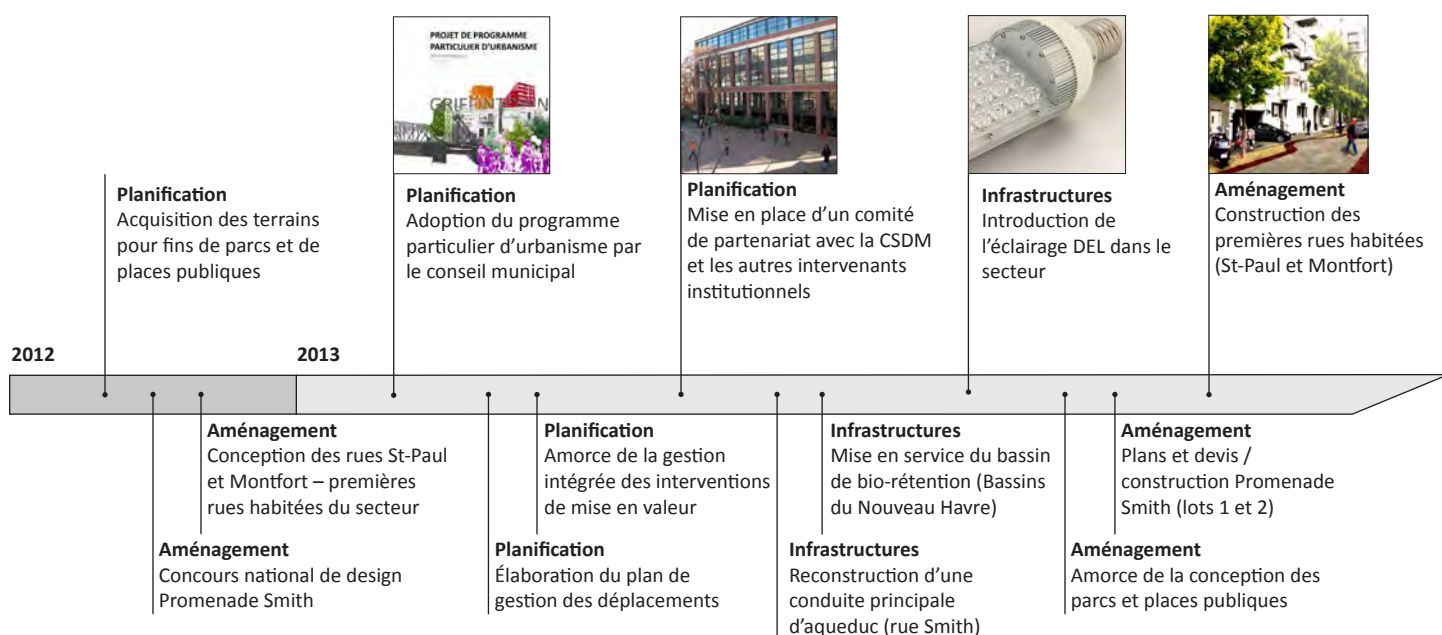 PROJET DE PROGRAMME
PARTICULIER D'URBANISME
GRIFFINTOWN
Planification
Acquisition des terrains
pour fins de parcs et de
places publiques
Planification
Adoption du programme
particulier d'urbanisme par
le conseil municipal
Planification
Mise en place d'un comité
de partenariat avec la CSDM
et les autres intervenants
institutionnels
Infrastructures
Introduction de
l'éclairage DEL dans le
secteur
Aménagement
Construction des
premières rues habitées
(St-Paul et Montfort)
2012
2013
Aménagement
Conception des rues St-Paul
et Montfort – premières
rues habitées du secteur
Aménagement
Concours national de design
Promenade Smith
Planification
Amorce de la gestion
intégrée des interventions
de mise en valeur
Planification
Élaboration du plan de
gestion des déplacements
Infrastructures
Mise en service du bassin
de bio-rétention (Bassins
du Nouveau Havre)
Infrastructures
Reconstruction d'une
conduite principale
d'aqueduc (rue Smith)
Aménagement
Plans et devis /
construction Promenade
Smith (lots 1 et 2)
Aménagement
Amorce de la conception des
parcs et places publiques